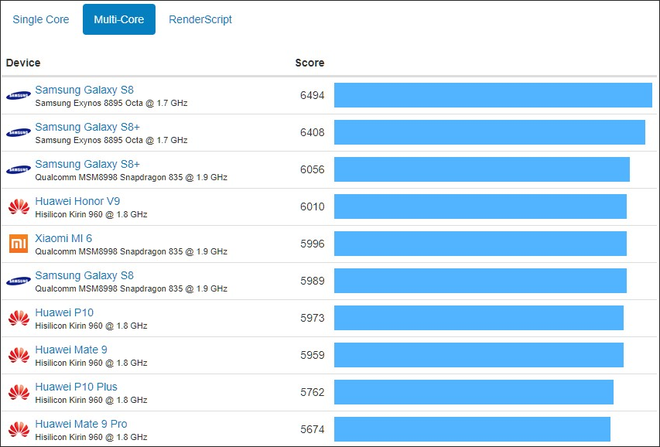 Single Core Multi-Core RenderScript
Device Score
SAMSUNG Samsung Galaxy S8 6494
Samsung Exynos 8895 Octa @ 1.7 GHz
SAMSUNG Samsung Galaxy S8+ 6408
Samsung Exynos 8895 Octa @ 1.7 GHz
SAMSUNG Samsung Galaxy S8+ 6056
Qualcomm MSM8998 Snapdragon 835 @ 1.9 GHz
Huawei Honor V9 6010
Hisilicon Kirin 960 @ 1.8 GHz
MI Xiaomi MI 6 5996
Qualcomm MSM8998 Snapdragon 835 @ 1.9 GHz
SAMSUNG Samsung Galaxy S8 5989
Qualcomm MSM8998 Snapdragon 835 @ 1.9 GHz
Huawei P10 5973
Hisilicon Kirin 960 @ 1.8 GHz
Huawei Mate 9 5959
Hisilicon Kirin 960 @ 1.8 GHz
Huawei P10 Plus 5762
Hisilicon Kirin 960 @ 1.8 GHz
Huawei Mate 9 Pro 5674
Hisilicon Kirin 960 @ 1.8 GHz